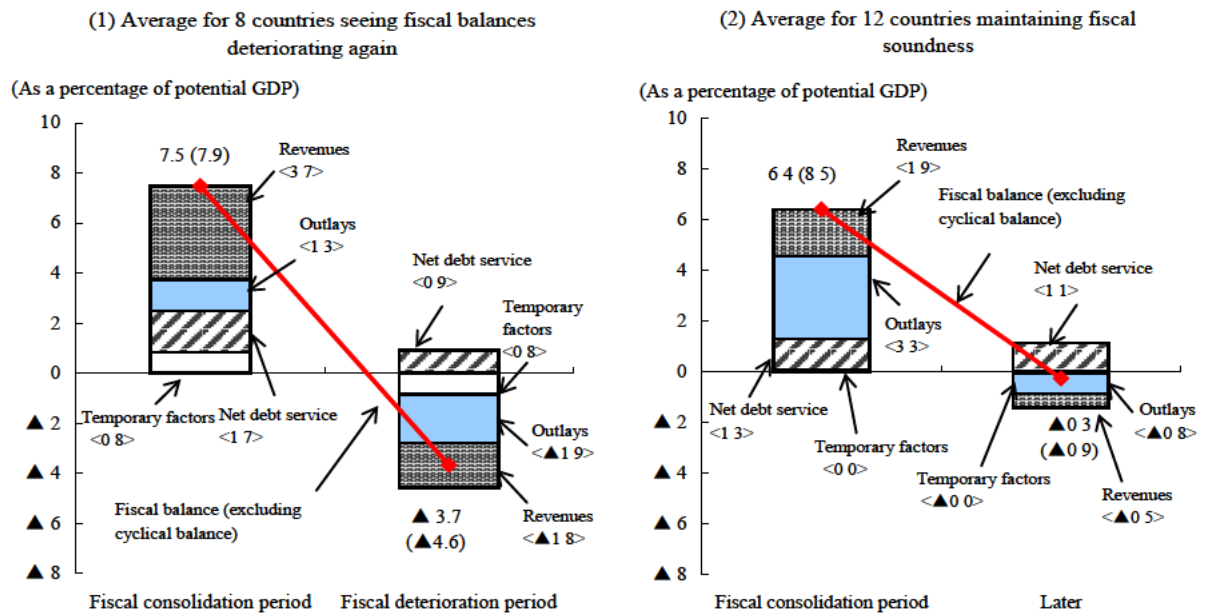 (1) Average for 8 countries seeing fiscal balances
deteriorating again
(As a percentage of potential GDP)
10
8
6
4
2
0
▲ 2
▲ 4
▲ 6
▲ 8
7.5 (7.9)
Revenues
<3 7>
Outlays
<1 3>
Net debt service
<0 9>
Temporary
factors
<0 8>
Temporary factors
<0 8>
Net debt service
<1 7>
Outlays
<▲1 9>
Fiscal balance (excluding
cyclical balance)
▲ 3.7
(▲4.6)
Revenues
<▲1 8>
Fiscal consolidation period
Fiscal deterioration period
(2) Average for 12 countries maintaining fiscal
soundness
(As a percentage of potential GDP)
10
8
6
4
2
0
▲ 2
▲ 4
▲ 6
▲ 8
6 4 (8 5)
Revenues
<1 9>
Fiscal balance (excluding
cyclical balance)
Net debt service
<1 1>
Outlays
<3 3>
Net debt service
<1 3>
Temporary factors
<0 0>
Temporary factors
<▲0 0>
▲0 3
(▲0 9)
Outlays
<▲0 8>
Revenues
<▲0 5>
Fiscal consolidation period
Later